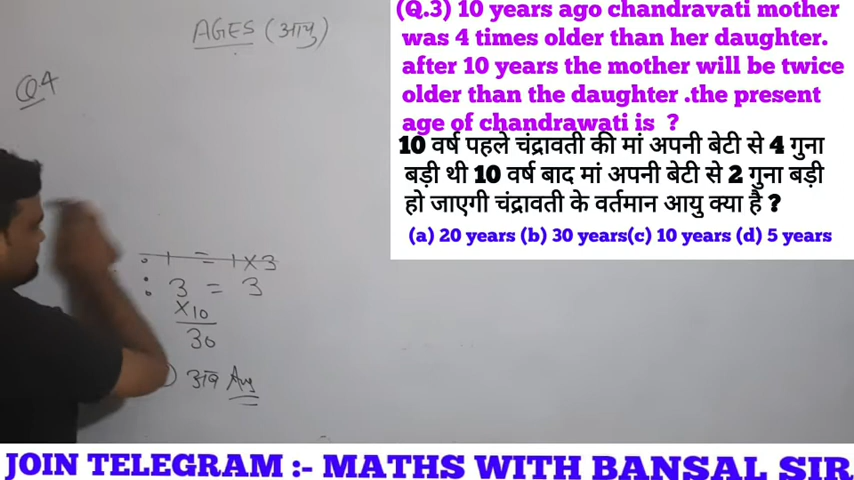 AGES (आयु)
Q4
(Q.3) 10 years ago chandravati mother
was 4 times older than her daughter.
after 10 years the mother will be twice
older than the daughter .the present
age of chandrawati is ?
10 वर्ष पहले चंद्रावती की मां अपनी बेटी से 4 गुना
बड़ी थी 10 वर्ष बाद मां अपनी बेटी से 2 गुना बड़ी
हो जाएगी चंद्रावती के वर्तमान आयु क्या है ?
(a) 20 years (b) 30 years(c) 10 years (d) 5 years
: 1 = 1×3
: 3 = 3
×10
30
) अब Ans
JOIN TELEGRAM :- MATHS WITH BANSAL SIR